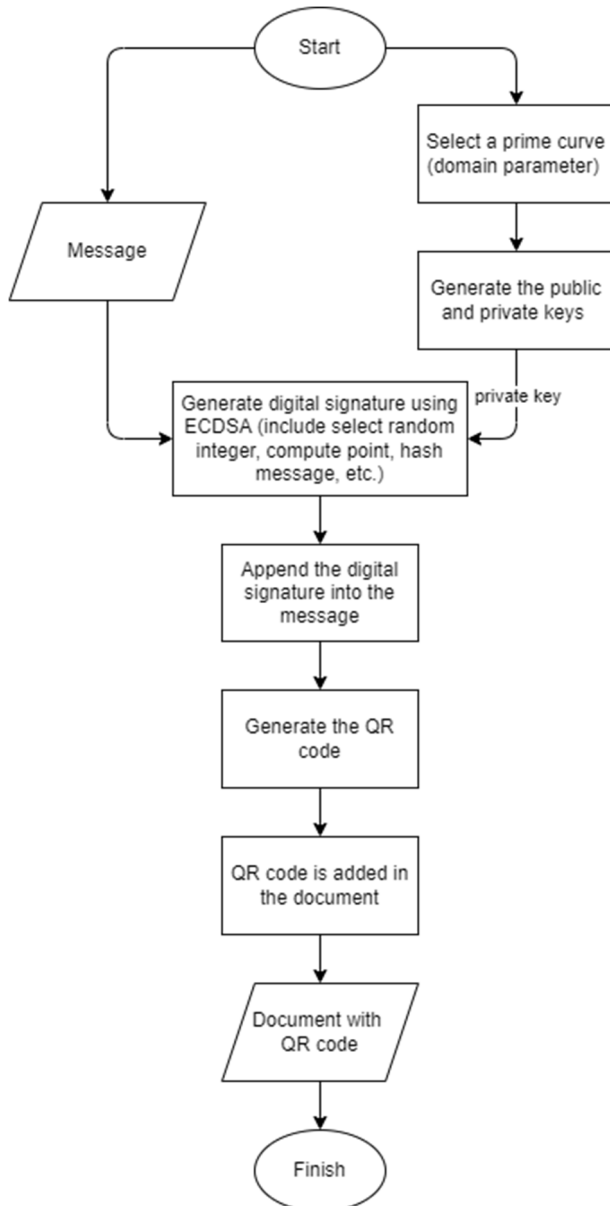 Start
Select a prime curve
(domain parameter)
Message
Generate the public
and private keys
private key
Generate digital signature using
ECDSA (include select random
integer, compute point, hash
message, etc.)
Append the digital
signature into the
message
Generate the QR
code
QR code is added in
the document
Document with
QR code
Finish